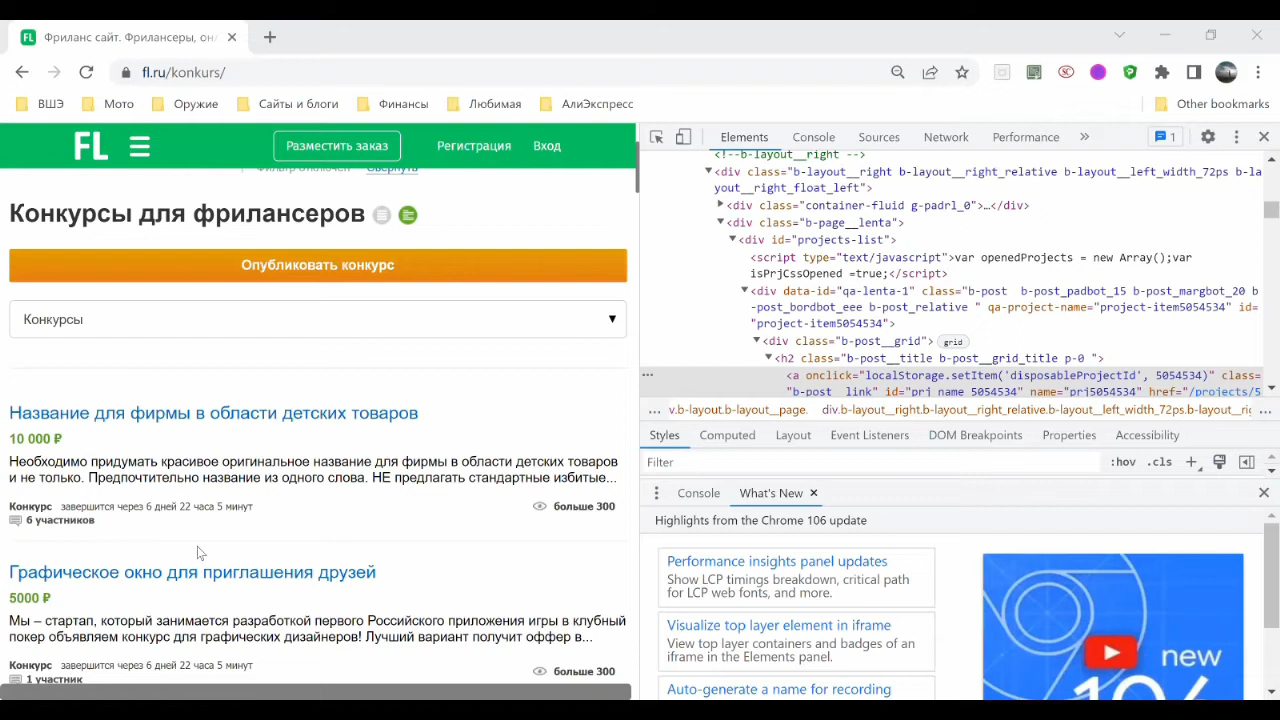 FL Фриланс сайт. Фрилансеры, он
fl.ru/konkurs/
ВШЭ Мото Оружие Сайты и блоги Финансы Любимая АлиЭкспресс Other bookmarks
FL Разместить заказ Регистрация Вход
Фильтр отключен Свернуть
Конкурсы для фрилансеров
Опубликовать конкурс
Конкурсы
Название для фирмы в области детских товаров
10 000 ₽
Необходимо придумать красивое оригинальное название для фирмы в области детских товаров
и не только. Предпочтительно название из одного слова. НЕ предлагать стандартные избитые...
Конкурс завершится через 6 дней 22 часа 5 минут больше 300
6 участников
Графическое окно для приглашения друзей
5000 ₽
Мы – стартап, который занимается разработкой первого Российского приложения игры в клубный
покер объявляем конкурс для графических дизайнеров! Лучший вариант получит оффер в...
Конкурс завершится через 6 дней 22 часа 5 минут больше 300
1 участник
Elements Console Sources Network Performance » 1
<!--b-layout__right -->
<div class="b-layout__right b-layout__right_relative b-layout__left_width_72ps b-la
yout__right_float_left">
<div class="container-fluid g-padrl_0">…</div>
<div class="b-page__lenta">
<div id="projects-list">
<script type="text/javascript">var openedProjects = new Array();var
isPrjCssOpened =true;</script>
<div data-id="qa-lenta-1" class="b-post  b-post_padbot_15 b-post_margbot_20 b
-post_bordbot_eee b-post_relative " qa-project-name="project-item5054534" id=
"project-item5054534">
<div class="b-post__grid"> grid
<h2 class="b-post__title b-post__grid_title p-0 ">
... <a onclick="localStorage.setItem('disposableProjectId', 5054534)" class=
"b-post__link" id="prj_name_5054534" name="prj5054534" href="/projects/5
... v.b-layout.b-layout__page. div.b-layout__right.b-layout__right_relative.b-layout__left_width_72ps.b-layout__ri ...
Styles Computed Layout Event Listeners DOM Breakpoints Properties Accessibility
Filter :hov .cls
Console What's New
Highlights from the Chrome 106 update
Performance insights panel updates
Show LCP timings breakdown, critical path
for LCP web fonts, and more.
Visualize top layer element in iframe
View top layer containers and badges of an
iframe in the Elements panel.
Auto-generate a name for recording
new
106